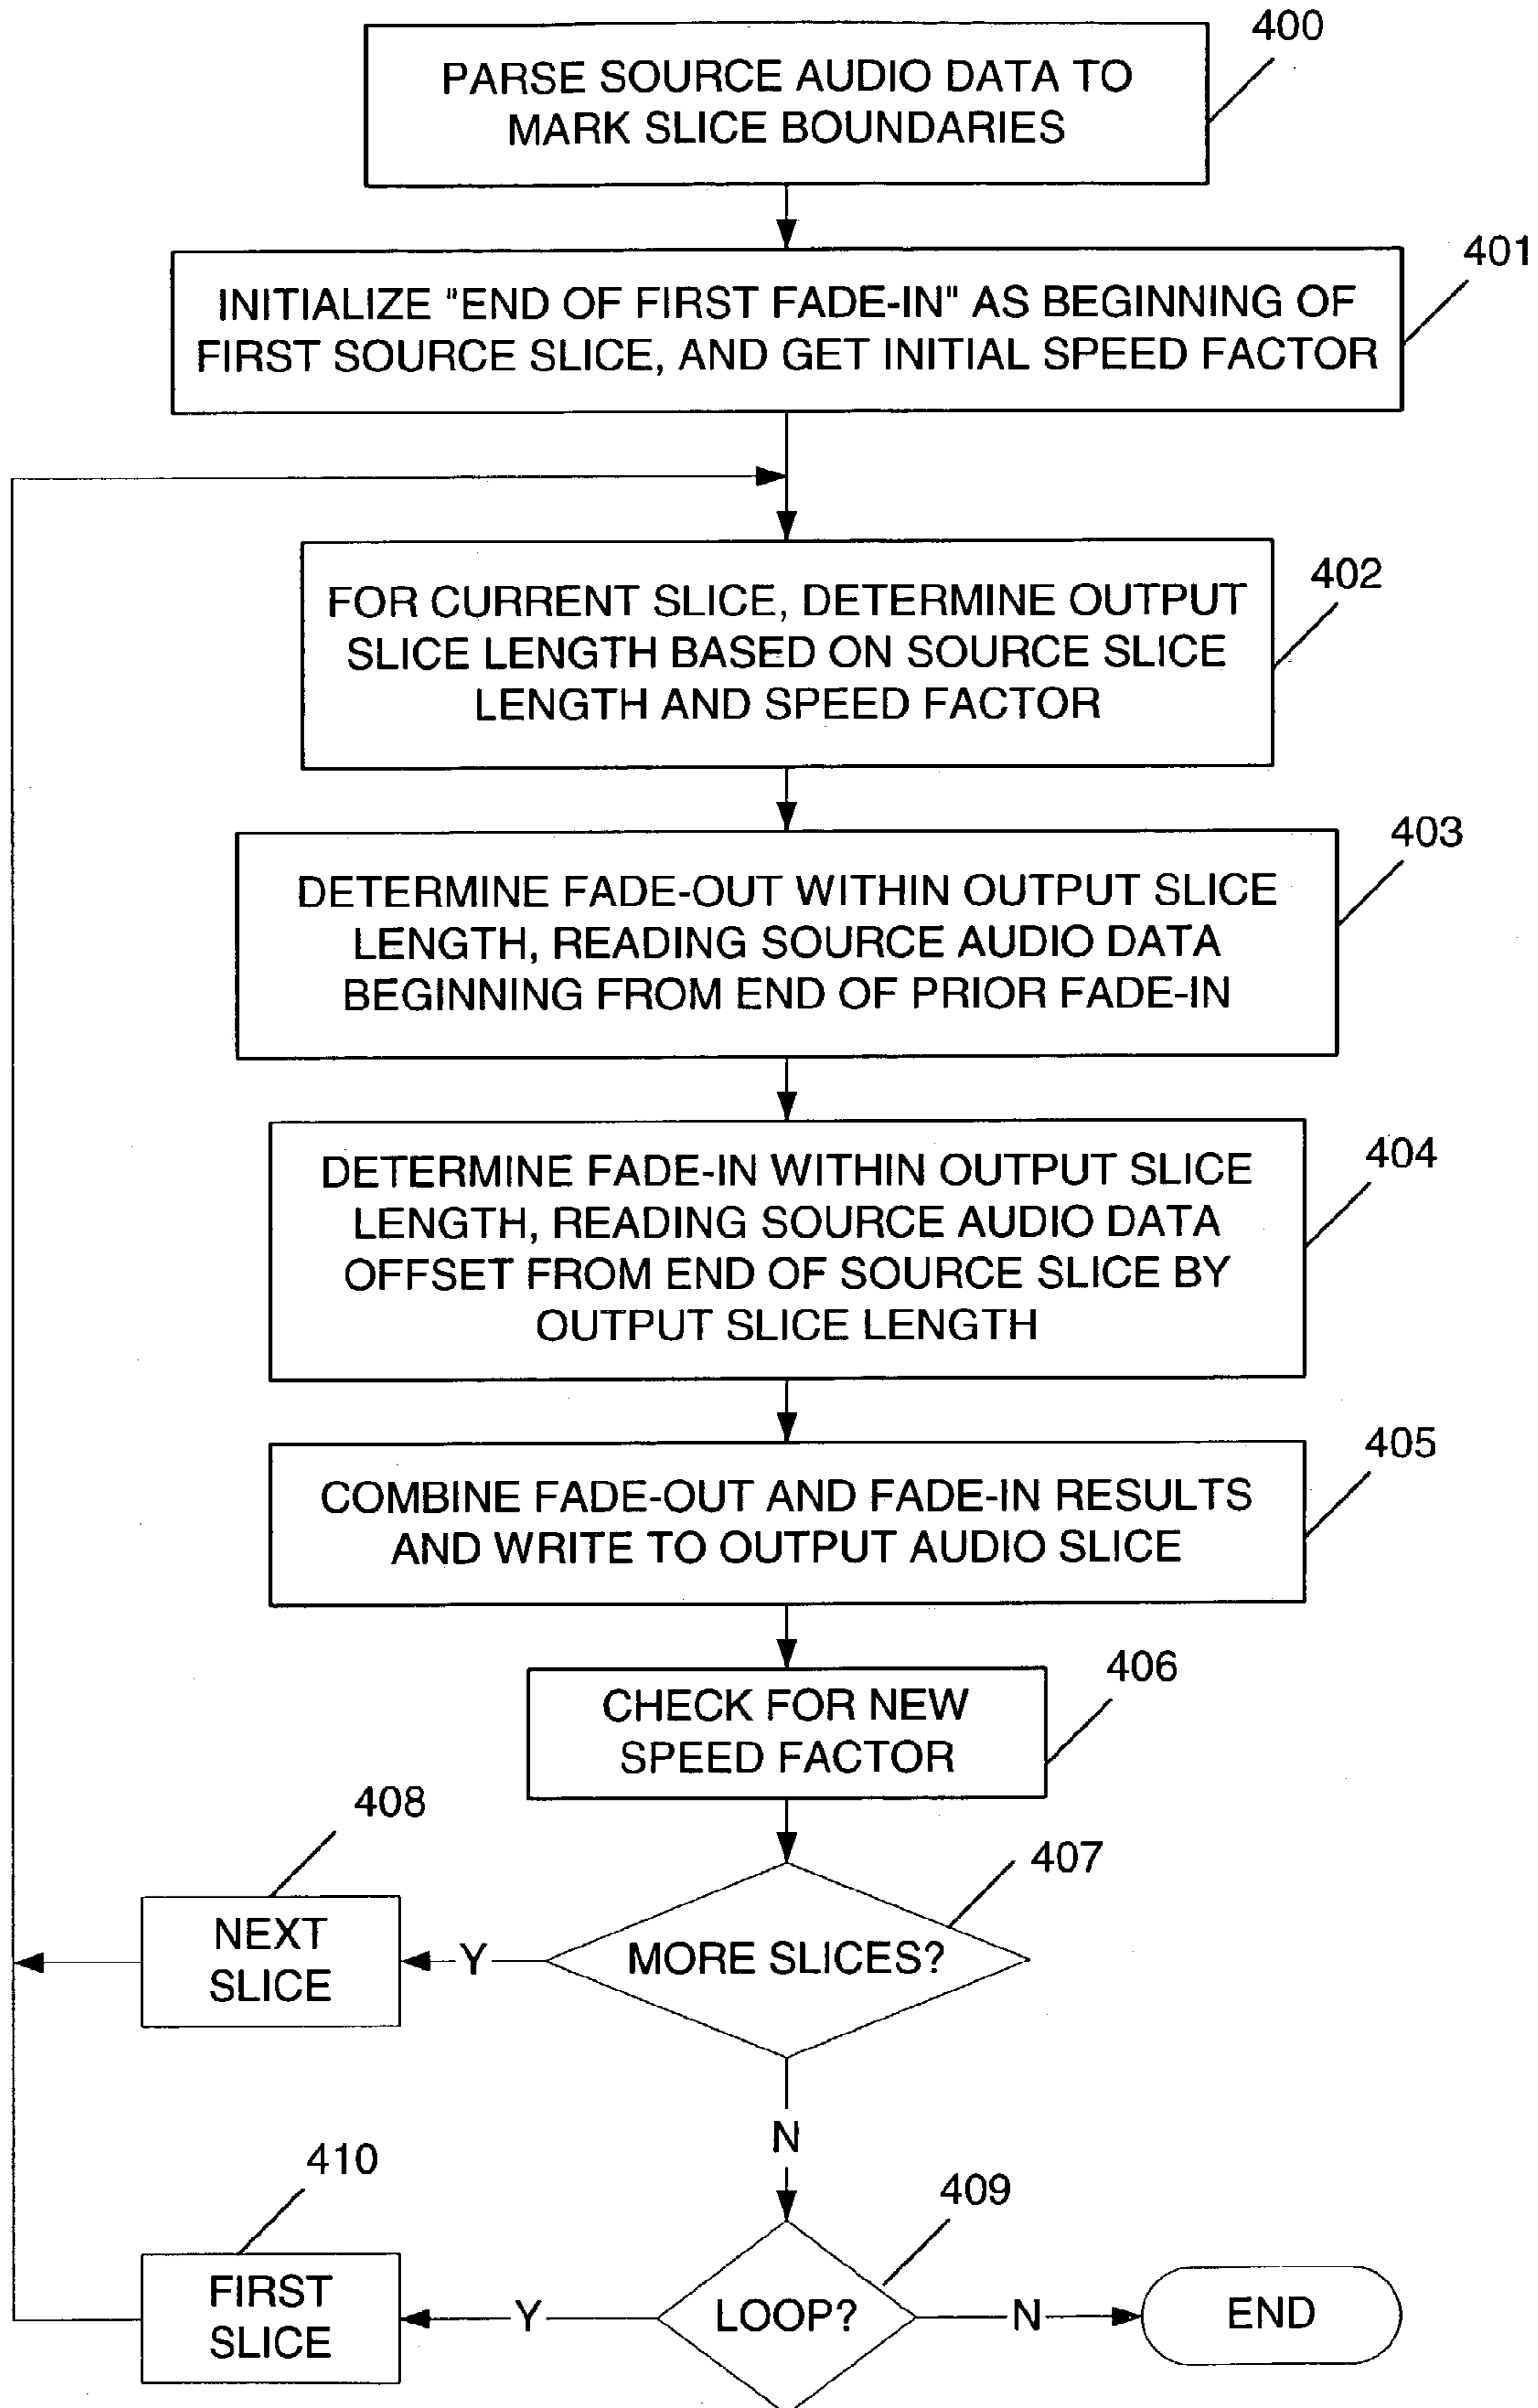 400
PARSE SOURCE AUDIO DATA TO
MARK SLICE BOUNDARIES
401
INITIALIZE "END OF FIRST FADE-IN" AS BEGINNING OF
FIRST SOURCE SLICE, AND GET INITIAL SPEED FACTOR
402
FOR CURRENT SLICE, DETERMINE OUTPUT
SLICE LENGTH BASED ON SOURCE SLICE
LENGTH AND SPEED FACTOR
403
DETERMINE FADE-OUT WITHIN OUTPUT SLICE
LENGTH, READING SOURCE AUDIO DATA
BEGINNING FROM END OF PRIOR FADE-IN
404
DETERMINE FADE-IN WITHIN OUTPUT SLICE
LENGTH, READING SOURCE AUDIO DATA
OFFSET FROM END OF SOURCE SLICE BY
OUTPUT SLICE LENGTH
405
COMBINE FADE-OUT AND FADE-IN RESULTS
AND WRITE TO OUTPUT AUDIO SLICE
406
CHECK FOR NEW
SPEED FACTOR
408
407
NEXT
SLICE
Y
MORE SLICES?
N
410
409
FIRST
SLICE
Y
LOOP?
N
END